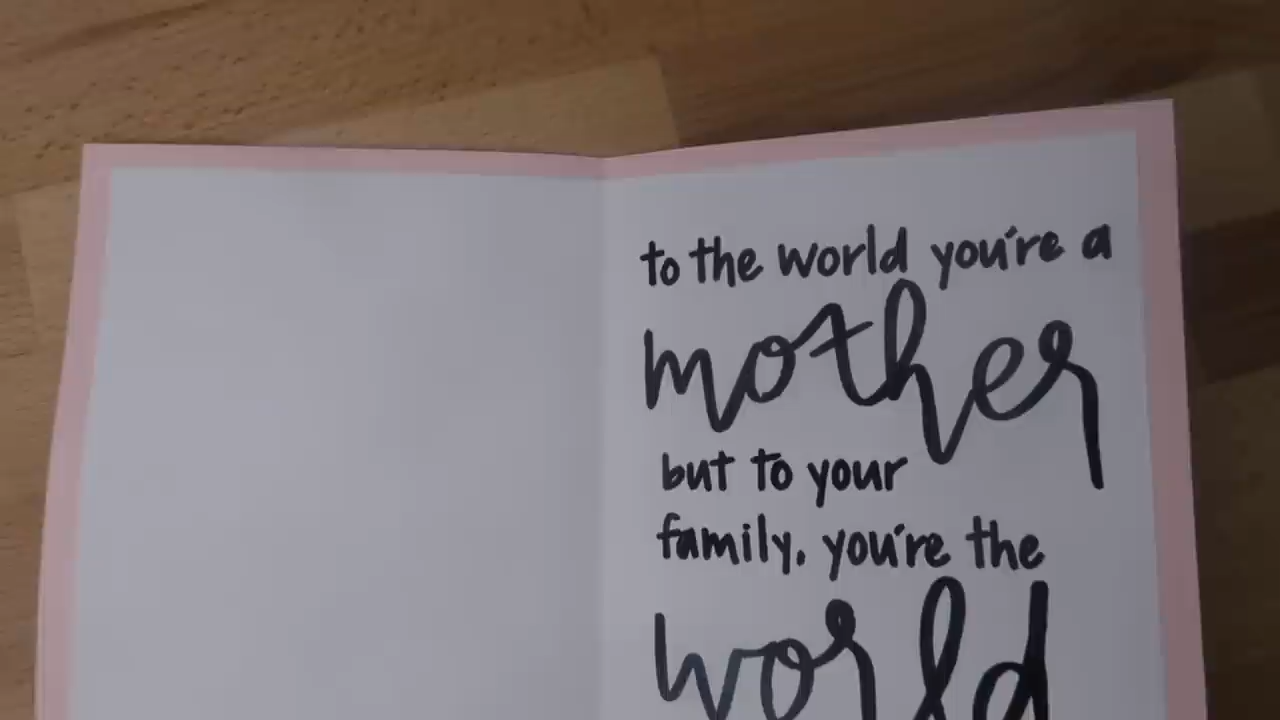 to the world you're a
mother
but to your
family, you're the
world